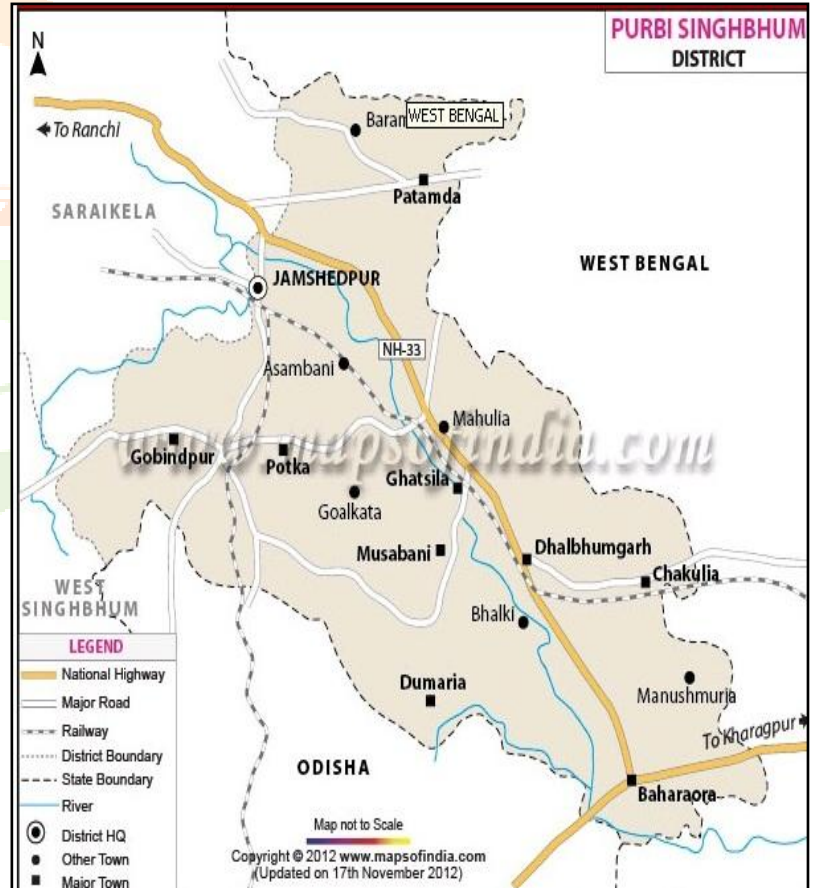 PURBI SINGHBHUM
DISTRICT
N
To Ranchi
WEST BENGAL
Patamda
SARAIKELA
WEST BENGAL
JAMSHEDPUR
NH-33
Asambani
Mahulia
www.mapsofindia.com
Gobindpur
Potka
Ghatsila
Goalkata
Musabani
Dhalbhumgarh
Chakulia
WEST
SINGHBHUM
Bhalki
Dumaria
Manushmuria
To Kharagpur
ODISHA
Baharaora
LEGEND
National Highway
Major Road
Railway
District Boundary
State Boundary
River
District HQ
Other Town
Major Town
Map not to Scale
Copyright © 2012 www.mapsofindia.com
(Updated on 17th November 2012)